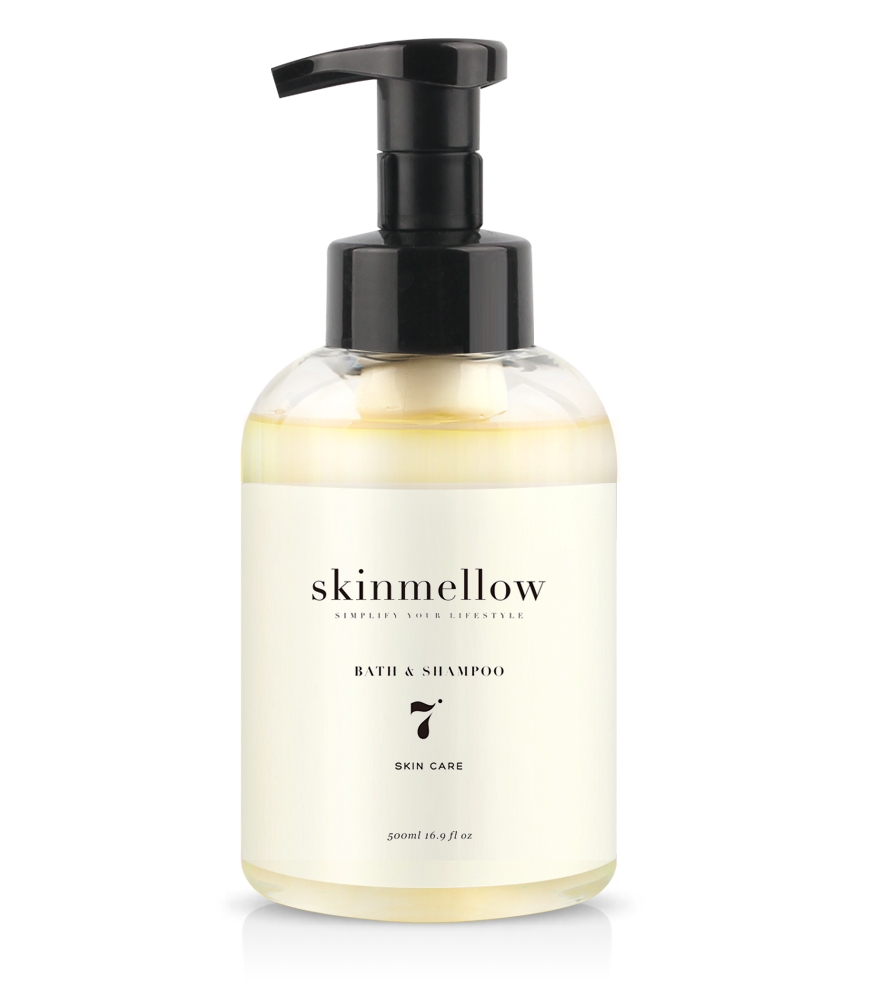 skinmellow
SIMPLIFY YOUR LIFESTYLE
BATH & SHAMPOO
7
SKIN CARE
500ml 16.9 fl oz